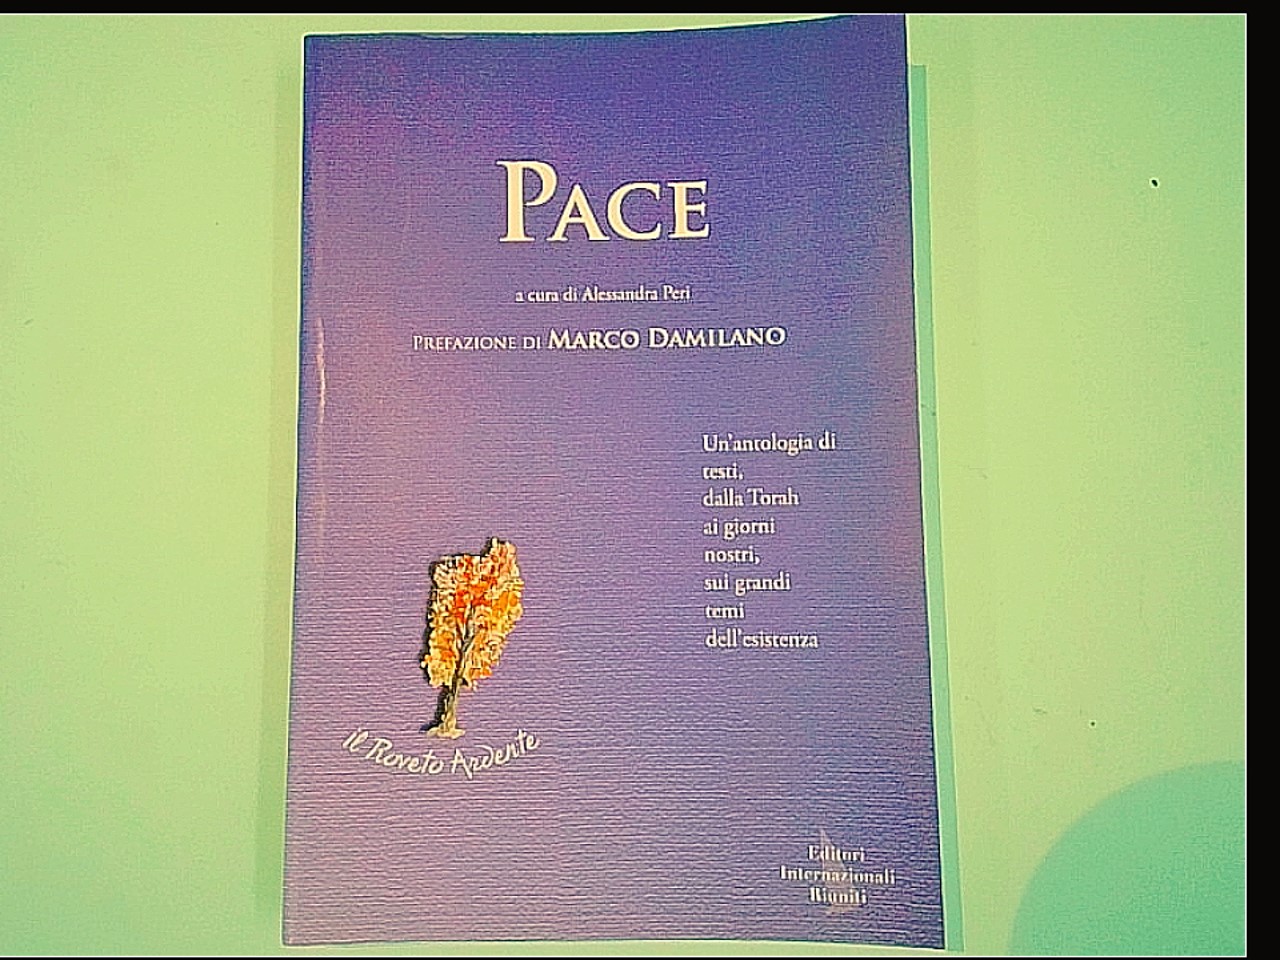 PACE
a cura di Alessandra Peri
PREFAZIONE DI MARCO DAMILANO
Un'antologia di
testi,
dalla Torah
ai giorni
nostri,
sui grandi
temi
dell'esistenza
il Roveto Ardente
Editori
Internazionali
Riuniti